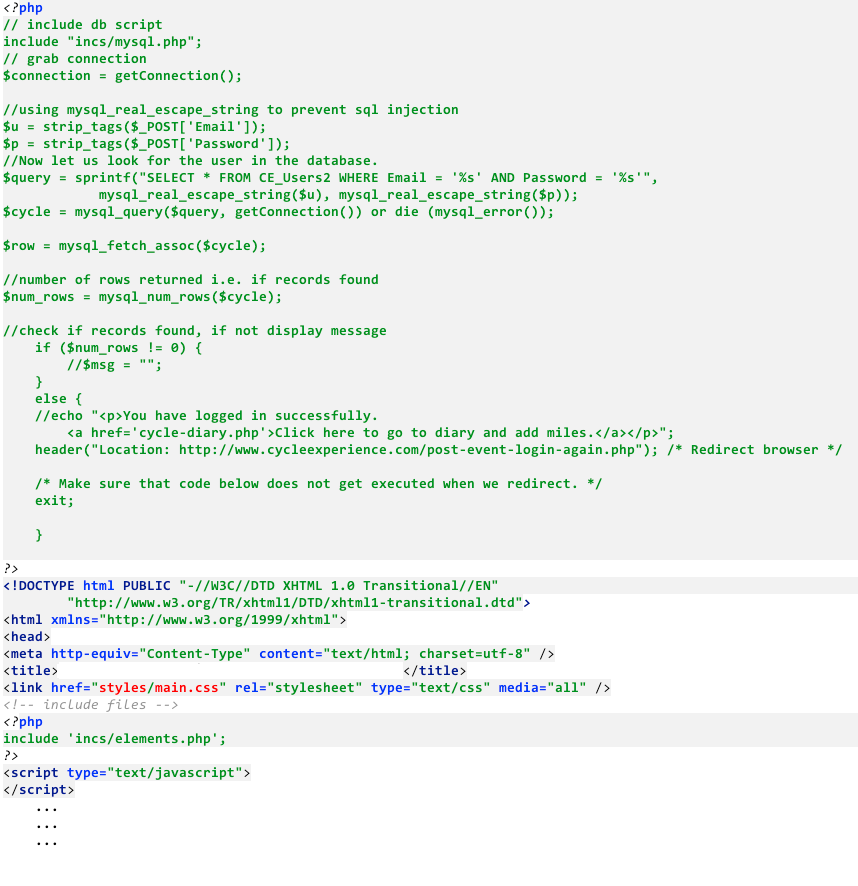 <?php
// include db script
include "incs/mysql.php";
// grab connection
$connection = getConnection();
//using mysql_real_escape_string to prevent sql injection
$u = strip_tags($_POST['Email']);
$p = strip_tags($_POST['Password']);
//Now let us look for the user in the database.
$query = sprintf("SELECT * FROM CE_Users2 WHERE Email = '%s' AND Password = '%s'",
mysql_real_escape_string($u), mysql_real_escape_string($p));
$cycle = mysql_query($query, getConnection()) or die (mysql_error());
$row = mysql_fetch_assoc($cycle);
//number of rows returned i.e. if records found
$num_rows = mysql_num_rows($cycle);
//check if records found, if not display message
if ($num_rows != 0) {
//$msg = "";
}
else {
//echo "<p>You have logged in successfully.
<a href='cycle-diary.php'>Click here to go to diary and add miles.</a></p>";
header("Location: http://www.cycleexperience.com/post-event-login-again.php"); /* Redirect browser */
/* Make sure that code below does not get executed when we redirect. */
exit;
}
?>
<!DOCTYPE html PUBLIC "-//W3C//DTD XHTML 1.0 Transitional//EN"
"http://www.w3.org/TR/xhtml1/DTD/xhtml1-transitional.dtd">
<html xmlns="http://www.w3.org/1999/xhtml">
<head>
<meta http-equiv="Content-Type" content="text/html; charset=utf-8" />
<title> </title>
<link href="styles/main.css" rel="stylesheet" type="text/css" media="all" />
<!-- include files -->
<?php
include 'incs/elements.php';
?>
<script type="text/javascript">
</script>
...
...
...